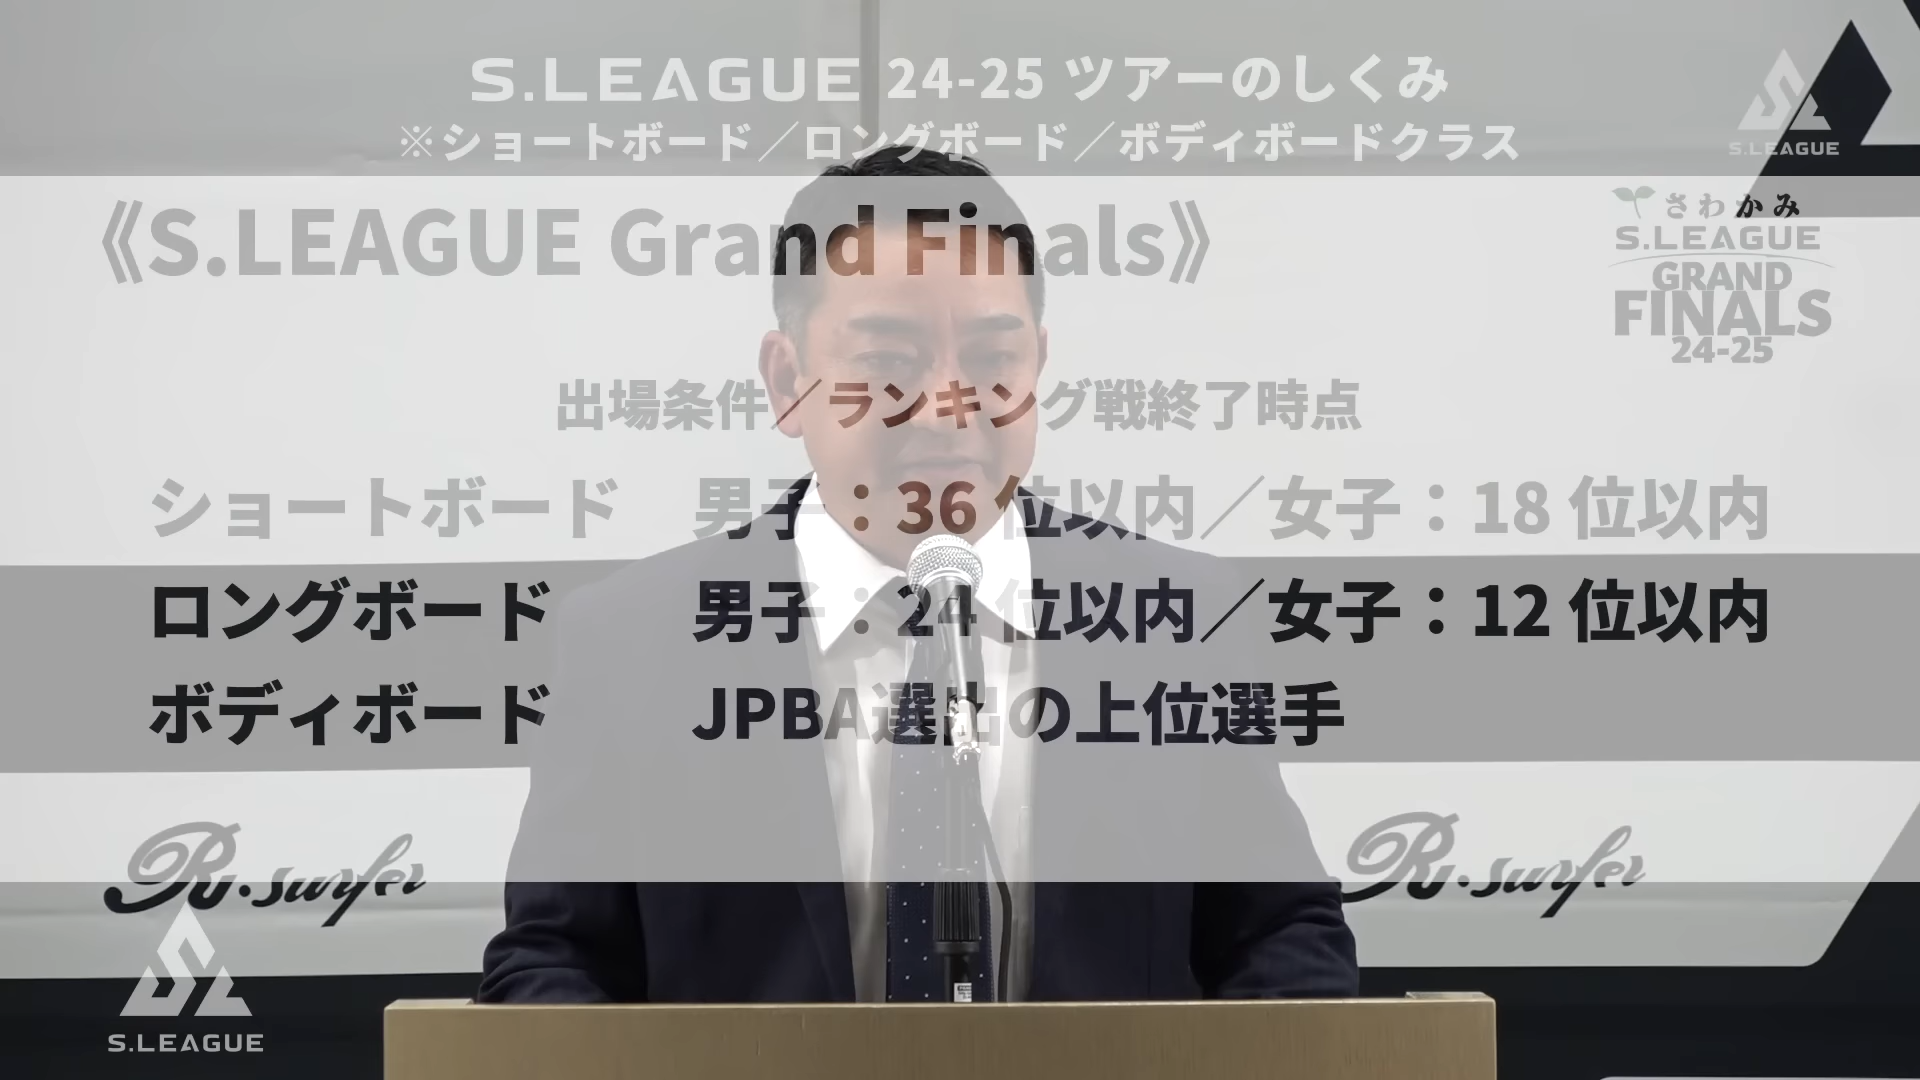 S.LEAGUE 24-25 ツアーのしくみ
※ショートボード／ロングボード／ボディボードクラス
S.LEAGUE
《S.LEAGUE Grand Finals》
さわかみ
S.LEAGUE
GRAND
FINALS
24-25
出場条件／ランキング戦終了時点
ショートボード 男子：36 位以内／女子：18 位以内
ロングボード 男子：24 位以内／女子：12 位以内
ボディボード JPBA選出の上位選手
Ri.surfer
Ri.surfer
S.LEAGUE